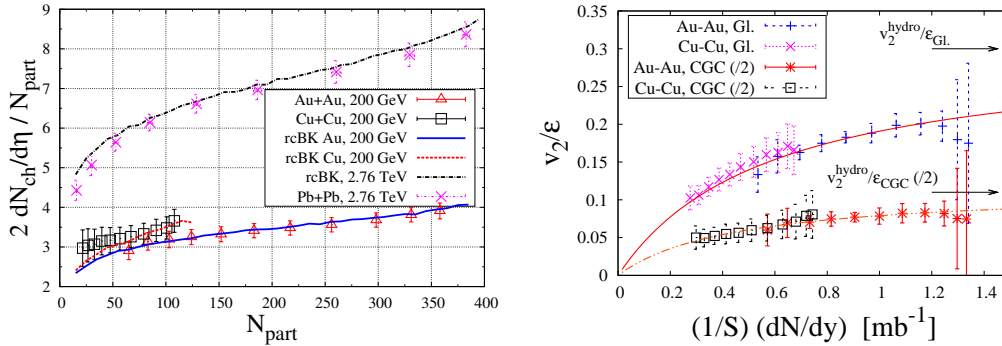 2 dN_ch/dη / N_part
9
8
7
6
5
4
3
2
0 50 100 150 200 250 300 350 400
N_part
Au+Au, 200 GeV
Cu+Cu, 200 GeV
rcBK Au, 200 GeV
rcBK Cu, 200 GeV
rcBK, 2.76 TeV
Pb+Pb, 2.76 TeV
v_2/ε
0.35
0.3
0.25
0.2
0.15
0.1
0.05
0
0 0.2 0.4 0.6 0.8 1 1.2 1.4
(1/S) (dN/dy) [mb^-1]
Au-Au, Gl.
Cu-Cu, Gl.
Au-Au, CGC (/2)
Cu-Cu, CGC (/2)
v_2^hydro/ε_Gl.
v_2^hydro/ε_CGC (/2)